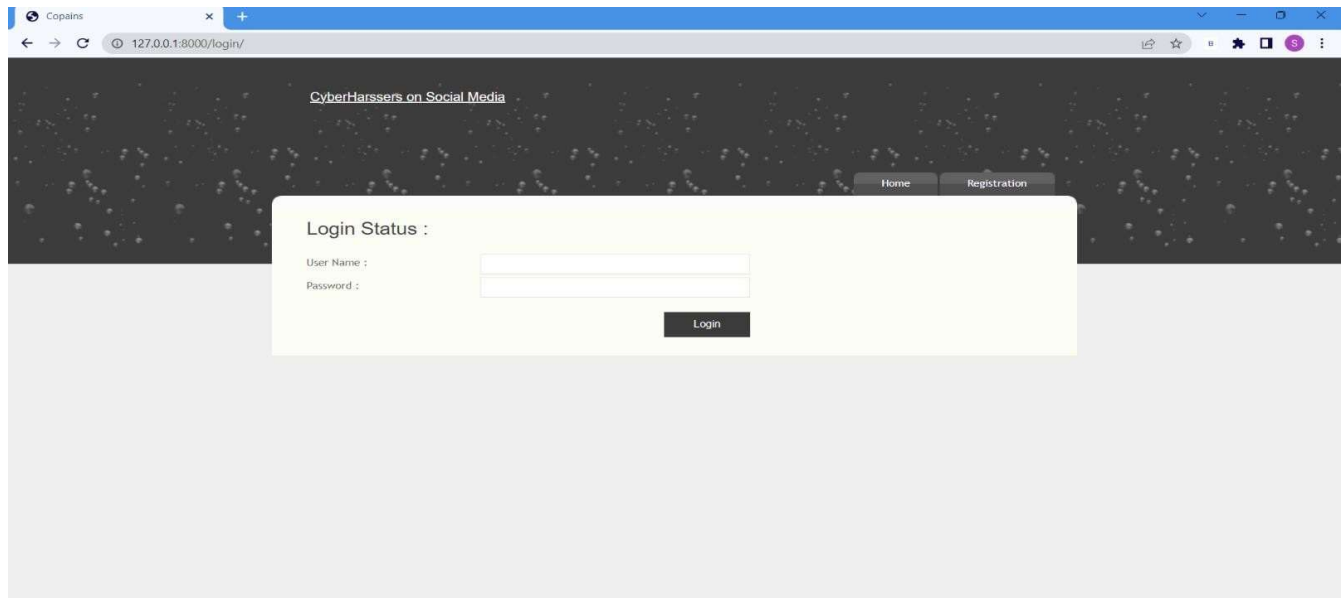 Copains
127.0.0.1:8000/login/
S
CyberHarssers on Social Media
Home Registration
Login Status :
User Name :
Password :
Login